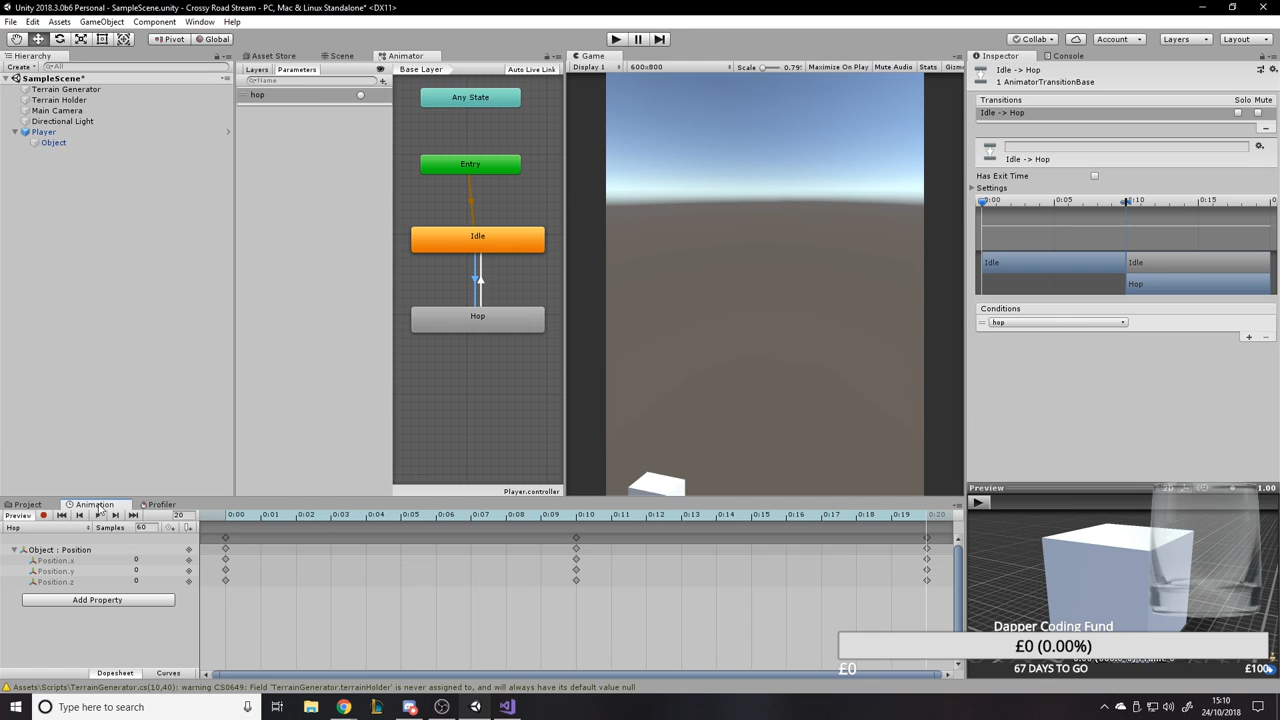 Unity 2018.3.0b6 Personal - SampleScene.unity - Crossy Road Stream - PC, Mac & Linux Standalone* <DX11>
File Edit Assets GameObject Component Window Help
Pivot Global Collab Account Layers Layout
Hierarchy Asset Store Scene Animator Game Inspector Console
Create All Layers Parameters Base Layer Auto Live Link Display 1 600x800 Scale 0.79 Maximize On Play Mute Audio Stats Gizmo Idle -> Hop
SampleScene* Name 1 AnimatorTransitionBase
Terrain Generator hop Any State Transitions Solo Mute
Terrain Holder
Main Camera Idle -> Hop
Directional Light
Player
Object
Entry Idle -> Hop
Has Exit Time
Settings
0:00 0:05 0:10 0:15 0
Idle
Idle Idle
Hop
Conditions
Hop hop
Player.controller Preview 1.00
Project Animation Profiler
Preview 20 0:00 0:01 0:02 0:03 0:04 0:05 0:06 0:07 0:08 0:09 0:10 0:11 0:12 0:13 0:14 0:15 0:16 0:17 0:18 0:19 0:20
Hop Samples 60
Object : Position
Position.x 0
Position.y 0
Position.z 0
Add Property
Dapper Coding Fund
£0 (0.00%)
£0 67 DAYS TO GO £100
Dopesheet Curves
Assets\Scripts\TerrainGenerator.cs(10,40): warning CS0649: Field 'TerrainGenerator.terrainHolder' is never assigned to, and will always have its default value null
Type here to search
15:10
24/10/2018